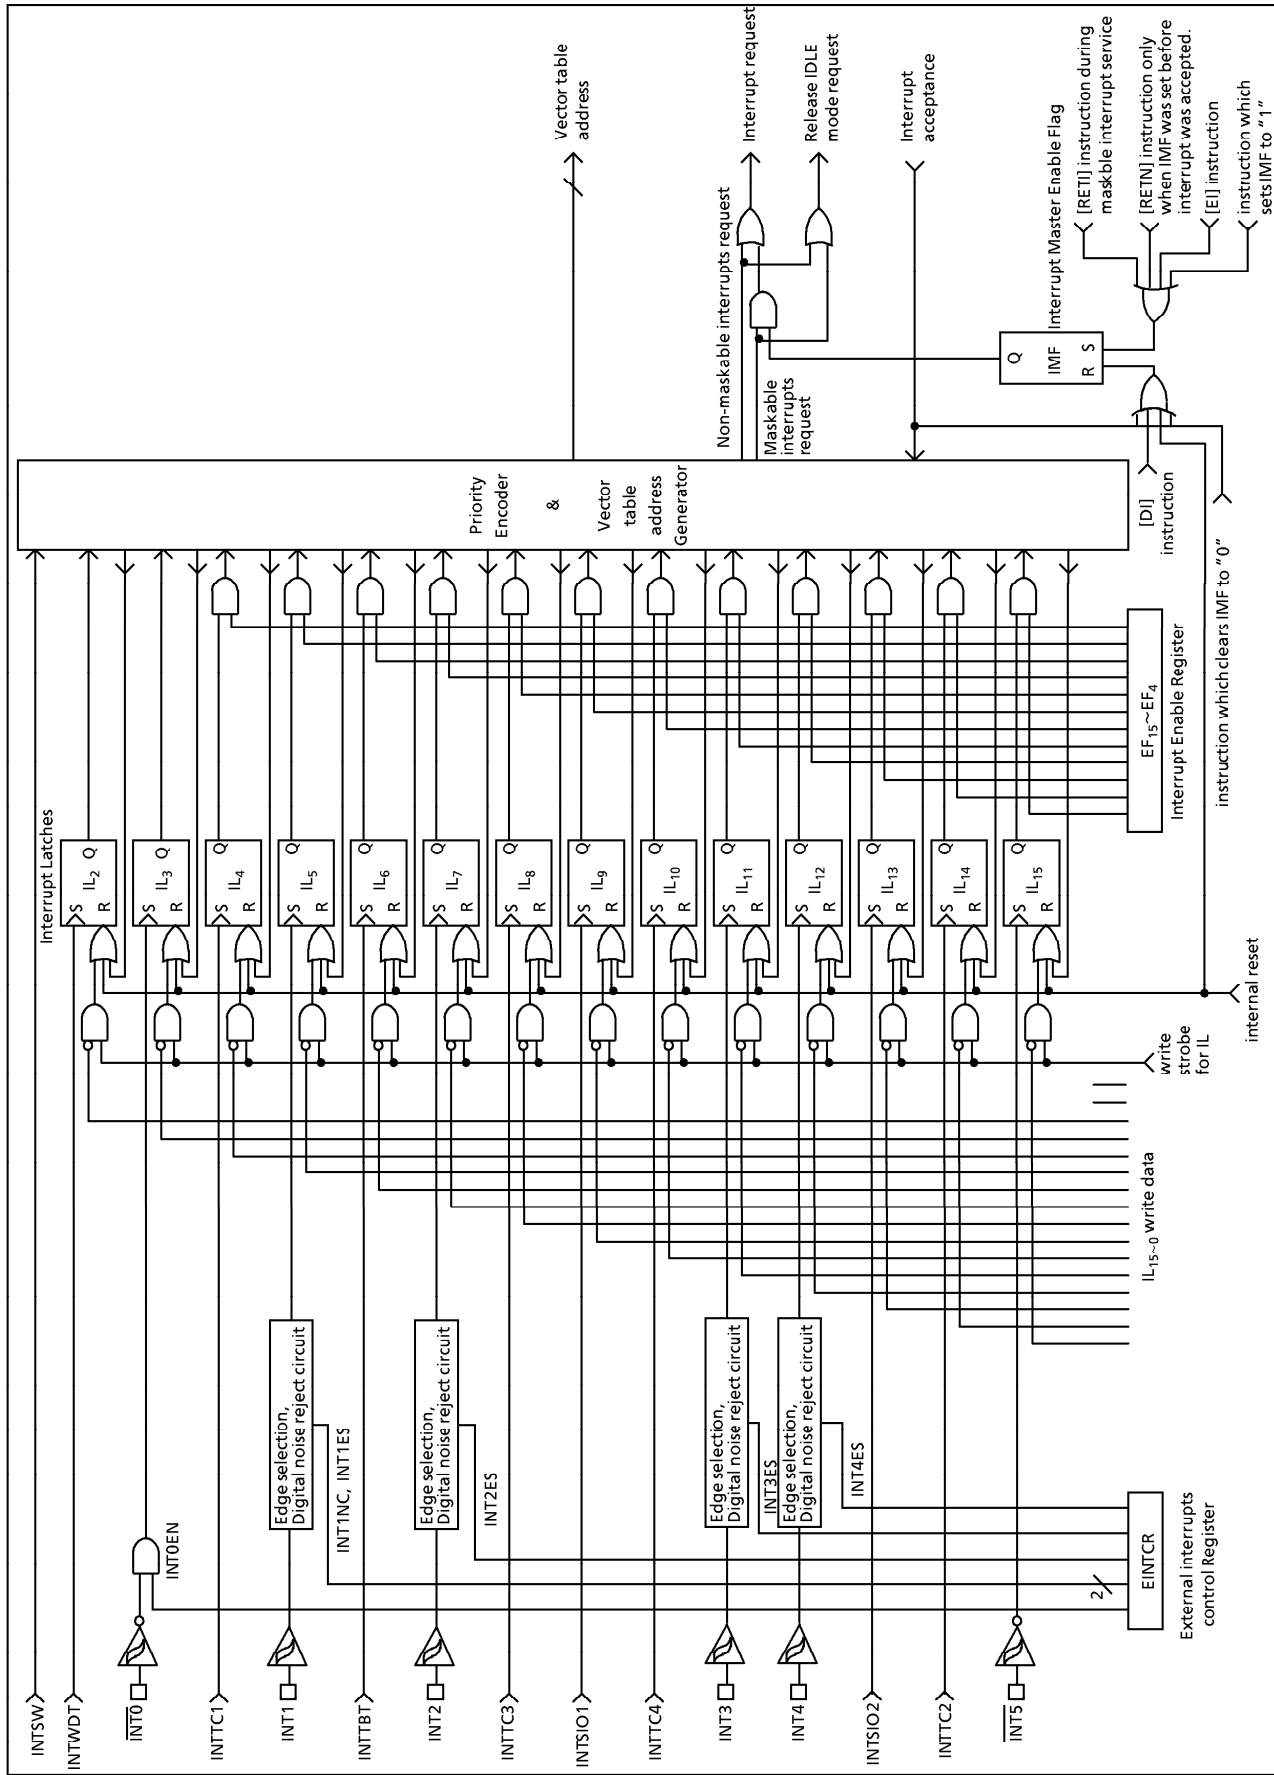 INTSW
INTWDT
INT0
INTTC1
INT1
INTTBT
INT2
INTTC3
INTSIO1
INTTC4
INT3
INT4
INTSIO2
INTTC2
INT5
INT0EN
Edge selection,
Digital noise reject circuit
INT1NC, INT1ES
Edge selection,
Digital noise reject circuit
INT2ES
Edge selection,
Digital noise reject circuit
INT3ES
Edge selection,
Digital noise reject circuit
INT4ES
2
EINTCR
External interrupts
control Register
IL15~0 write data
write
strobe
for IL
internal reset
Interrupt Latches
S
R
Q
IL2
S
R
Q
IL3
S
R
Q
IL4
S
R
Q
IL5
S
R
Q
IL6
S
R
Q
IL7
S
R
Q
IL8
S
R
Q
IL9
S
R
Q
IL10
S
R
Q
IL11
S
R
Q
IL12
S
R
Q
IL13
S
R
Q
IL14
S
R
Q
IL15
EF15~EF4
Interrupt Enable Register
instruction which clears IMF to "0"
Priority
Encoder
&
Vector
table
address
Generator
[DI]
instruction
Vector table
address
Non-maskable interrupts request
Maskable
interrupts
request
Interrupt request
Release IDLE
mode request
Interrupt
acceptance
Q
IMF
R S
Interrupt Master Enable Flag
[RETI] instruction during
maskble interrupt service
[RETN] instruction only
when IMF was set before
interrupt was accepted.
[EI] instruction
instruction which
sets IMF to "1"